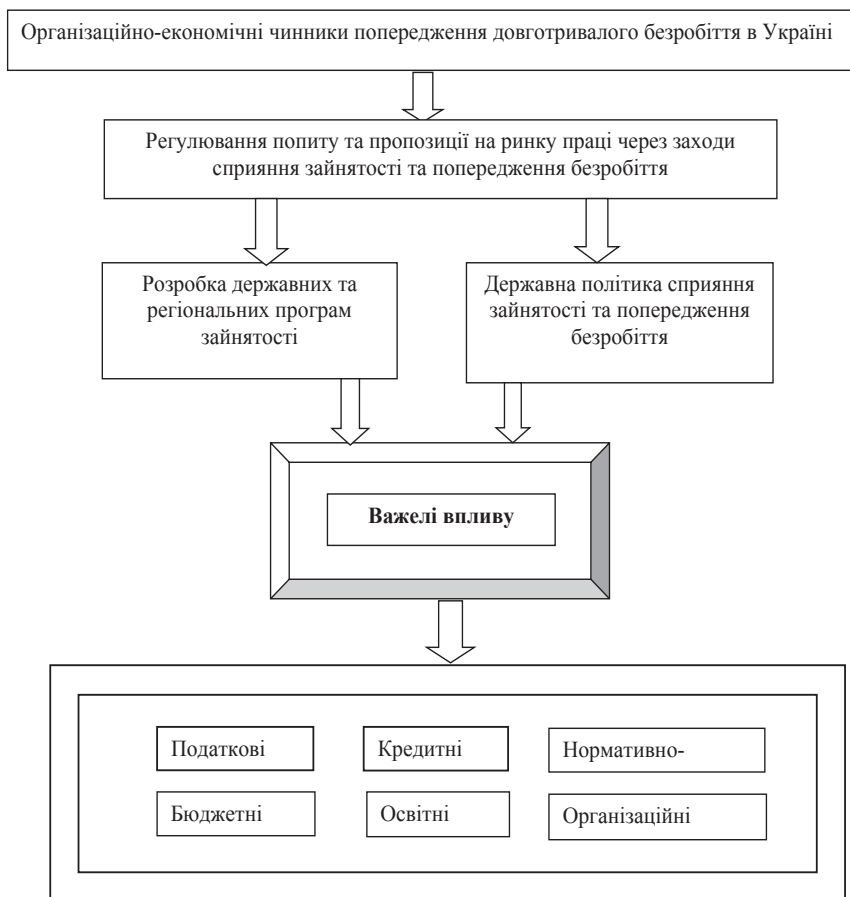 Організаційно-економічні чинники попередження довготривалого безробіття в Україні
Регулювання попиту та пропозиції на ринку праці через заходи
сприяння зайнятості та попередження безробіття
Розробка державних та
регіональних програм
зайнятості
Державна політика сприяння
зайнятості та попередження
безробіття
Важелі впливу
Податкові
Кредитні
Нормативно-
Бюджетні
Освітні
Організаційні